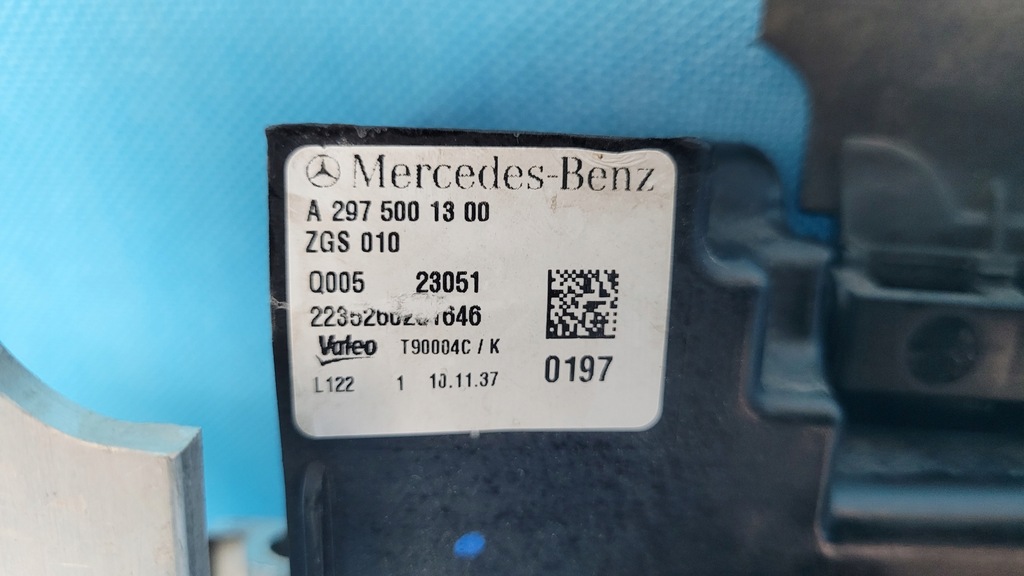 Mercedes-Benz
A 297 500 13 00
ZGS 010
Q005 23051
Valeo T90004C / K
0197
L122 1 10.11.37